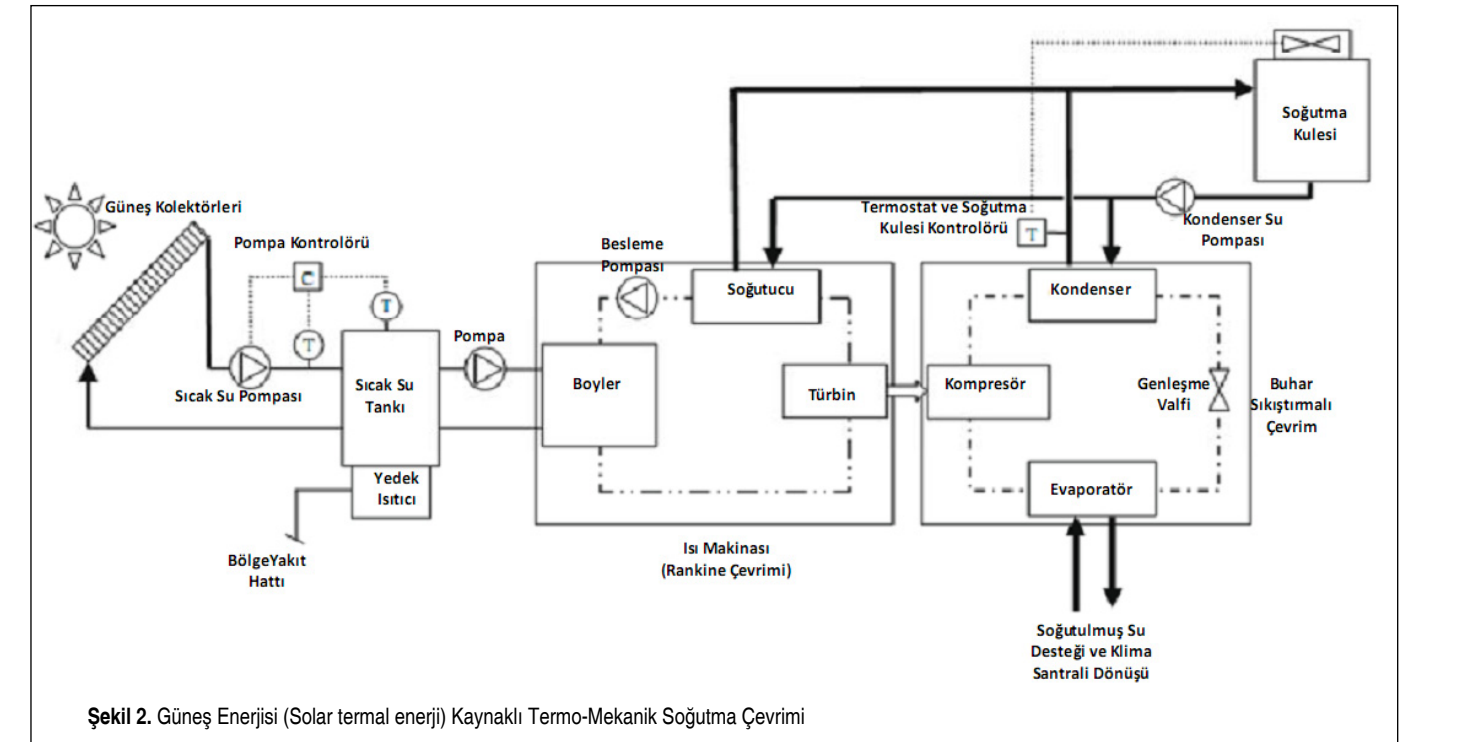 Soğutma
Kulesi
Güneş Kolektörleri
Termostat ve Soğutma
Kulesi Kontrolörü
T
Kondenser Su
Pompası
Pompa Kontrolörü
C
T
T
Besleme
Pompası
Soğutucu
Kondenser
Pompa
Sıcak Su Pompası
Sıcak Su
Tankı
Boyler
Türbin
Kompresör
Genleşme
Valfi
Buhar
Sıkıştırmalı
Çevrim
Yedek
Isıtıcı
Evaporatör
BölgeYakıt
Hattı
Isı Makinası
(Rankine Çevrimi)
Soğutulmuş Su
Desteği ve Klima
Santrali Dönüşü
Şekil 2. Güneş Enerjisi (Solar termal enerji) Kaynaklı Termo-Mekanik Soğutma Çevrimi